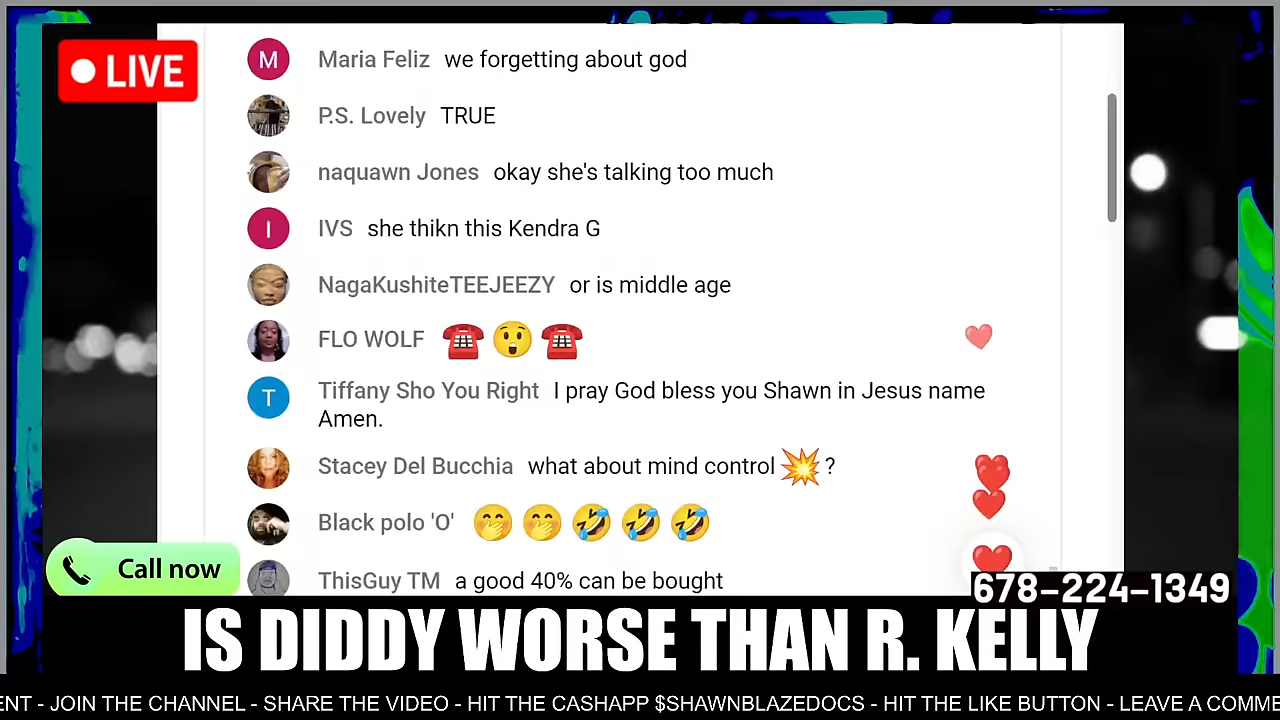 LIVE
M Maria Feliz we forgetting about god
P.S. Lovely TRUE
naquawn Jones okay she's talking too much
I IVS she thikn this Kendra G
NagaKushiteTEEJEEZY or is middle age
FLO WOLF ☎️ 😲 ☎️
T Tiffany Sho You Right I pray God bless you Shawn in Jesus name
Amen.
Stacey Del Bucchia what about mind control 💥 ?
Black polo 'O' 🤭 🤭 🤣 🤣 🤣
Call now
ThisGuy TM a good 40% can be bought
678-224-1349
IS DIDDY WORSE THAN R. KELLY
ENT - JOIN THE CHANNEL - SHARE THE VIDEO - HIT THE CASHAPP $SHAWNBLAZEDOCS - HIT THE LIKE BUTTON - LEAVE A COMME